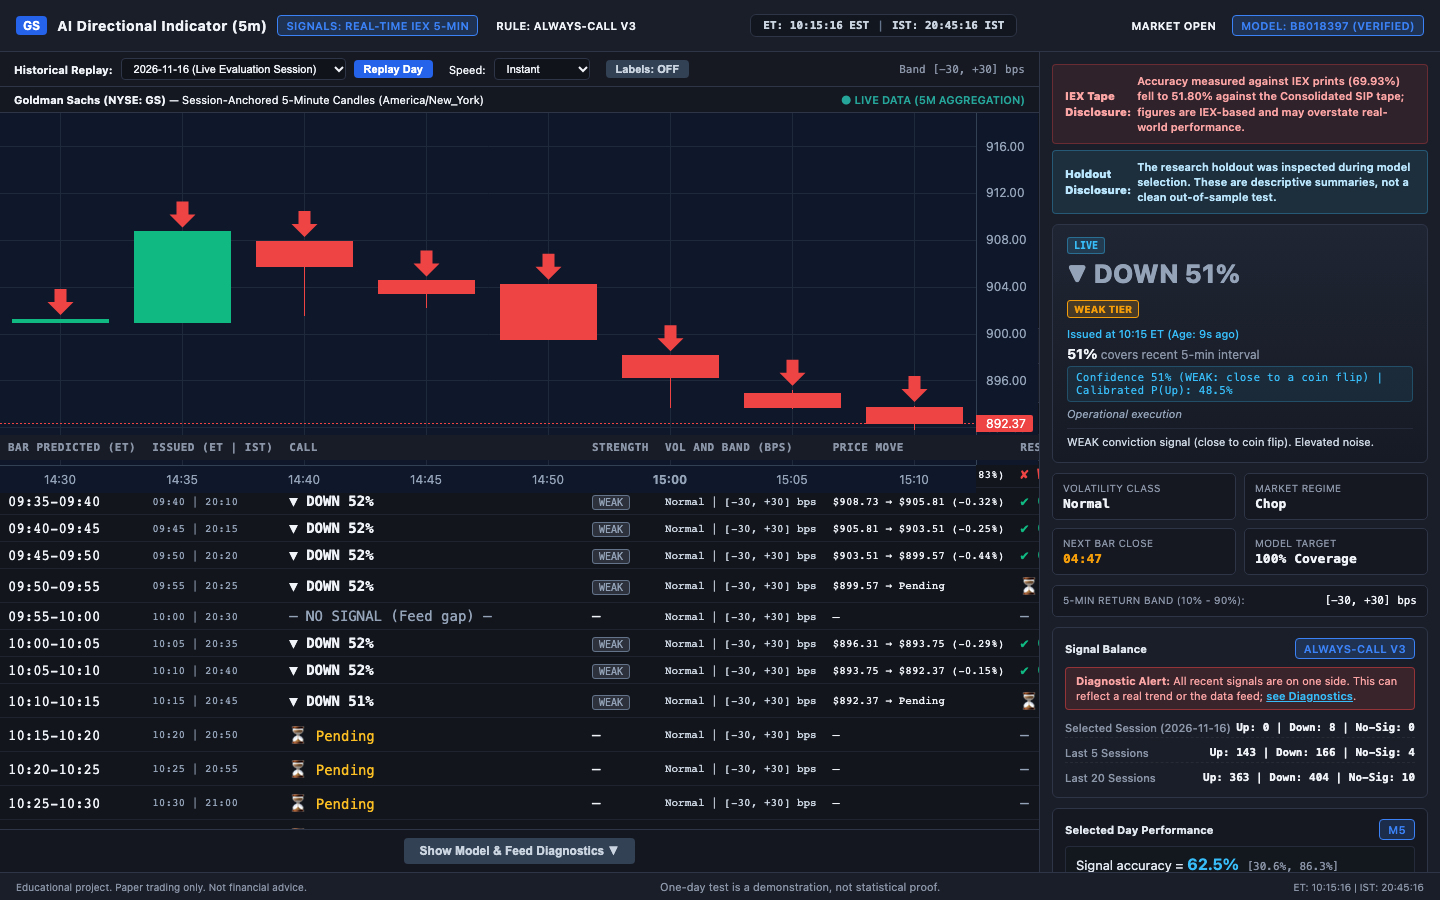 GS AI Directional Indicator (5m) SIGNALS: REAL-TIME IEX 5-MIN RULE: ALWAYS-CALL V3 ET: 10:15:16 EST | IST: 20:45:16 IST MARKET OPEN MODEL: BB018397 (VERIFIED)
Historical Replay: 2026-11-16 (Live Evaluation Session) Replay Day Speed: Instant Labels: OFF Band [−30, +30] bps
Goldman Sachs (NYSE: GS) — Session-Anchored 5-Minute Candles (America/New_York) LIVE DATA (5M AGGREGATION)
916.00
912.00
908.00
904.00
900.00
896.00
892.37
BAR PREDICTED (ET) ISSUED (ET | IST) CALL STRENGTH VOL AND BAND (BPS) PRICE MOVE RES
14:30 14:35 14:40 14:45 14:50 15:00 15:05 15:10 83%) ✘
09:35–09:40 09:40 | 20:10 ▼ DOWN 52% WEAK Normal | [−30, +30] bps $908.73 → $905.81 (−0.32%) ✔
09:40–09:45 09:45 | 20:15 ▼ DOWN 52% WEAK Normal | [−30, +30] bps $905.81 → $903.51 (−0.25%) ✔
09:45–09:50 09:50 | 20:20 ▼ DOWN 52% WEAK Normal | [−30, +30] bps $903.51 → $899.57 (−0.44%) ✔
09:50–09:55 09:55 | 20:25 ▼ DOWN 52% WEAK Normal | [−30, +30] bps $899.57 → Pending ⏳
09:55–10:00 10:00 | 20:30 — NO SIGNAL (Feed gap) — — Normal | [−30, +30] bps — —
10:00–10:05 10:05 | 20:35 ▼ DOWN 52% WEAK Normal | [−30, +30] bps $896.31 → $893.75 (−0.29%) ✔
10:05–10:10 10:10 | 20:40 ▼ DOWN 52% WEAK Normal | [−30, +30] bps $893.75 → $892.37 (−0.15%) ✔
10:10–10:15 10:15 | 20:45 ▼ DOWN 51% WEAK Normal | [−30, +30] bps $892.37 → Pending ⏳
10:15–10:20 10:20 | 20:50 ⏳ Pending — Normal | [−30, +30] bps — —
10:20–10:25 10:25 | 20:55 ⏳ Pending — Normal | [−30, +30] bps — —
10:25–10:30 10:30 | 21:00 ⏳ Pending — Normal | [−30, +30] bps — —
Show Model & Feed Diagnostics ▼
IEX Tape Disclosure: Accuracy measured against IEX prints (69.93%)
fell to 51.80% against the Consolidated SIP tape;
figures are IEX-based and may overstate real-
world performance.
Holdout Disclosure: The research holdout was inspected during model
selection. These are descriptive summaries, not a
clean out-of-sample test.
LIVE
▼ DOWN 51%
WEAK TIER
Issued at 10:15 ET (Age: 9s ago)
51% covers recent 5-min interval
Confidence 51% (WEAK: close to a coin flip) |
Calibrated P(Up): 48.5%
Operational execution
WEAK conviction signal (close to coin flip). Elevated noise.
VOLATILITY CLASS
Normal
MARKET REGIME
Chop
NEXT BAR CLOSE
04:47
MODEL TARGET
100% Coverage
5-MIN RETURN BAND (10% - 90%): [−30, +30] bps
Signal Balance ALWAYS-CALL V3
Diagnostic Alert: All recent signals are on one side. This can
reflect a real trend or the data feed; see Diagnostics.
Selected Session (2026-11-16) Up: 0 | Down: 8 | No-Sig: 0
Last 5 Sessions Up: 143 | Down: 166 | No-Sig: 4
Last 20 Sessions Up: 363 | Down: 404 | No-Sig: 10
Selected Day Performance M5
Signal accuracy = 62.5% [30.6%, 86.3%]
Educational project. Paper trading only. Not financial advice. One-day test is a demonstration, not statistical proof. ET: 10:15:16 | IST: 20:45:16